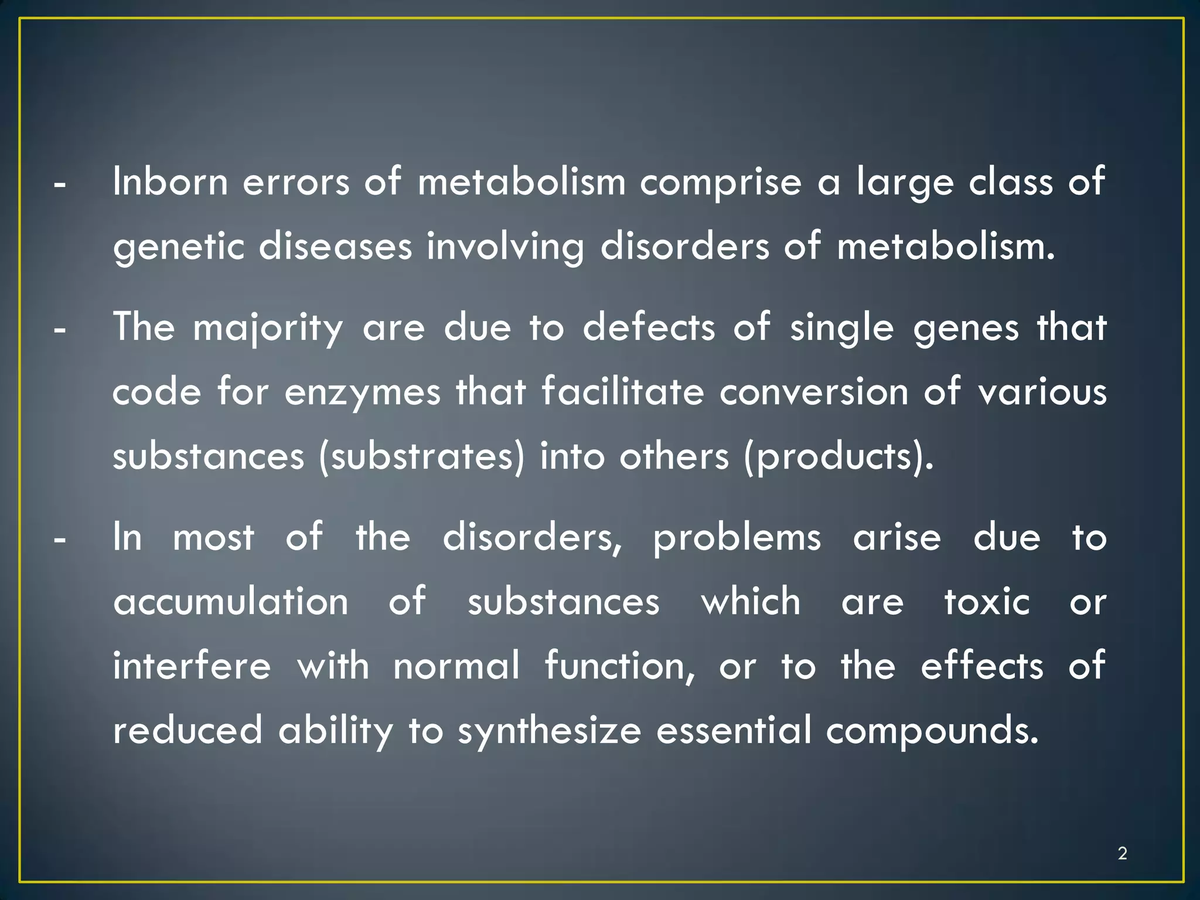 - Inborn errors of metabolism comprise a large class of
genetic diseases involving disorders of metabolism.
- The majority are due to defects of single genes that
code for enzymes that facilitate conversion of various
substances (substrates) into others (products).
- In most of the disorders, problems arise due to
accumulation of substances which are toxic or
interfere with normal function, or to the effects of
reduced ability to synthesize essential compounds.
2